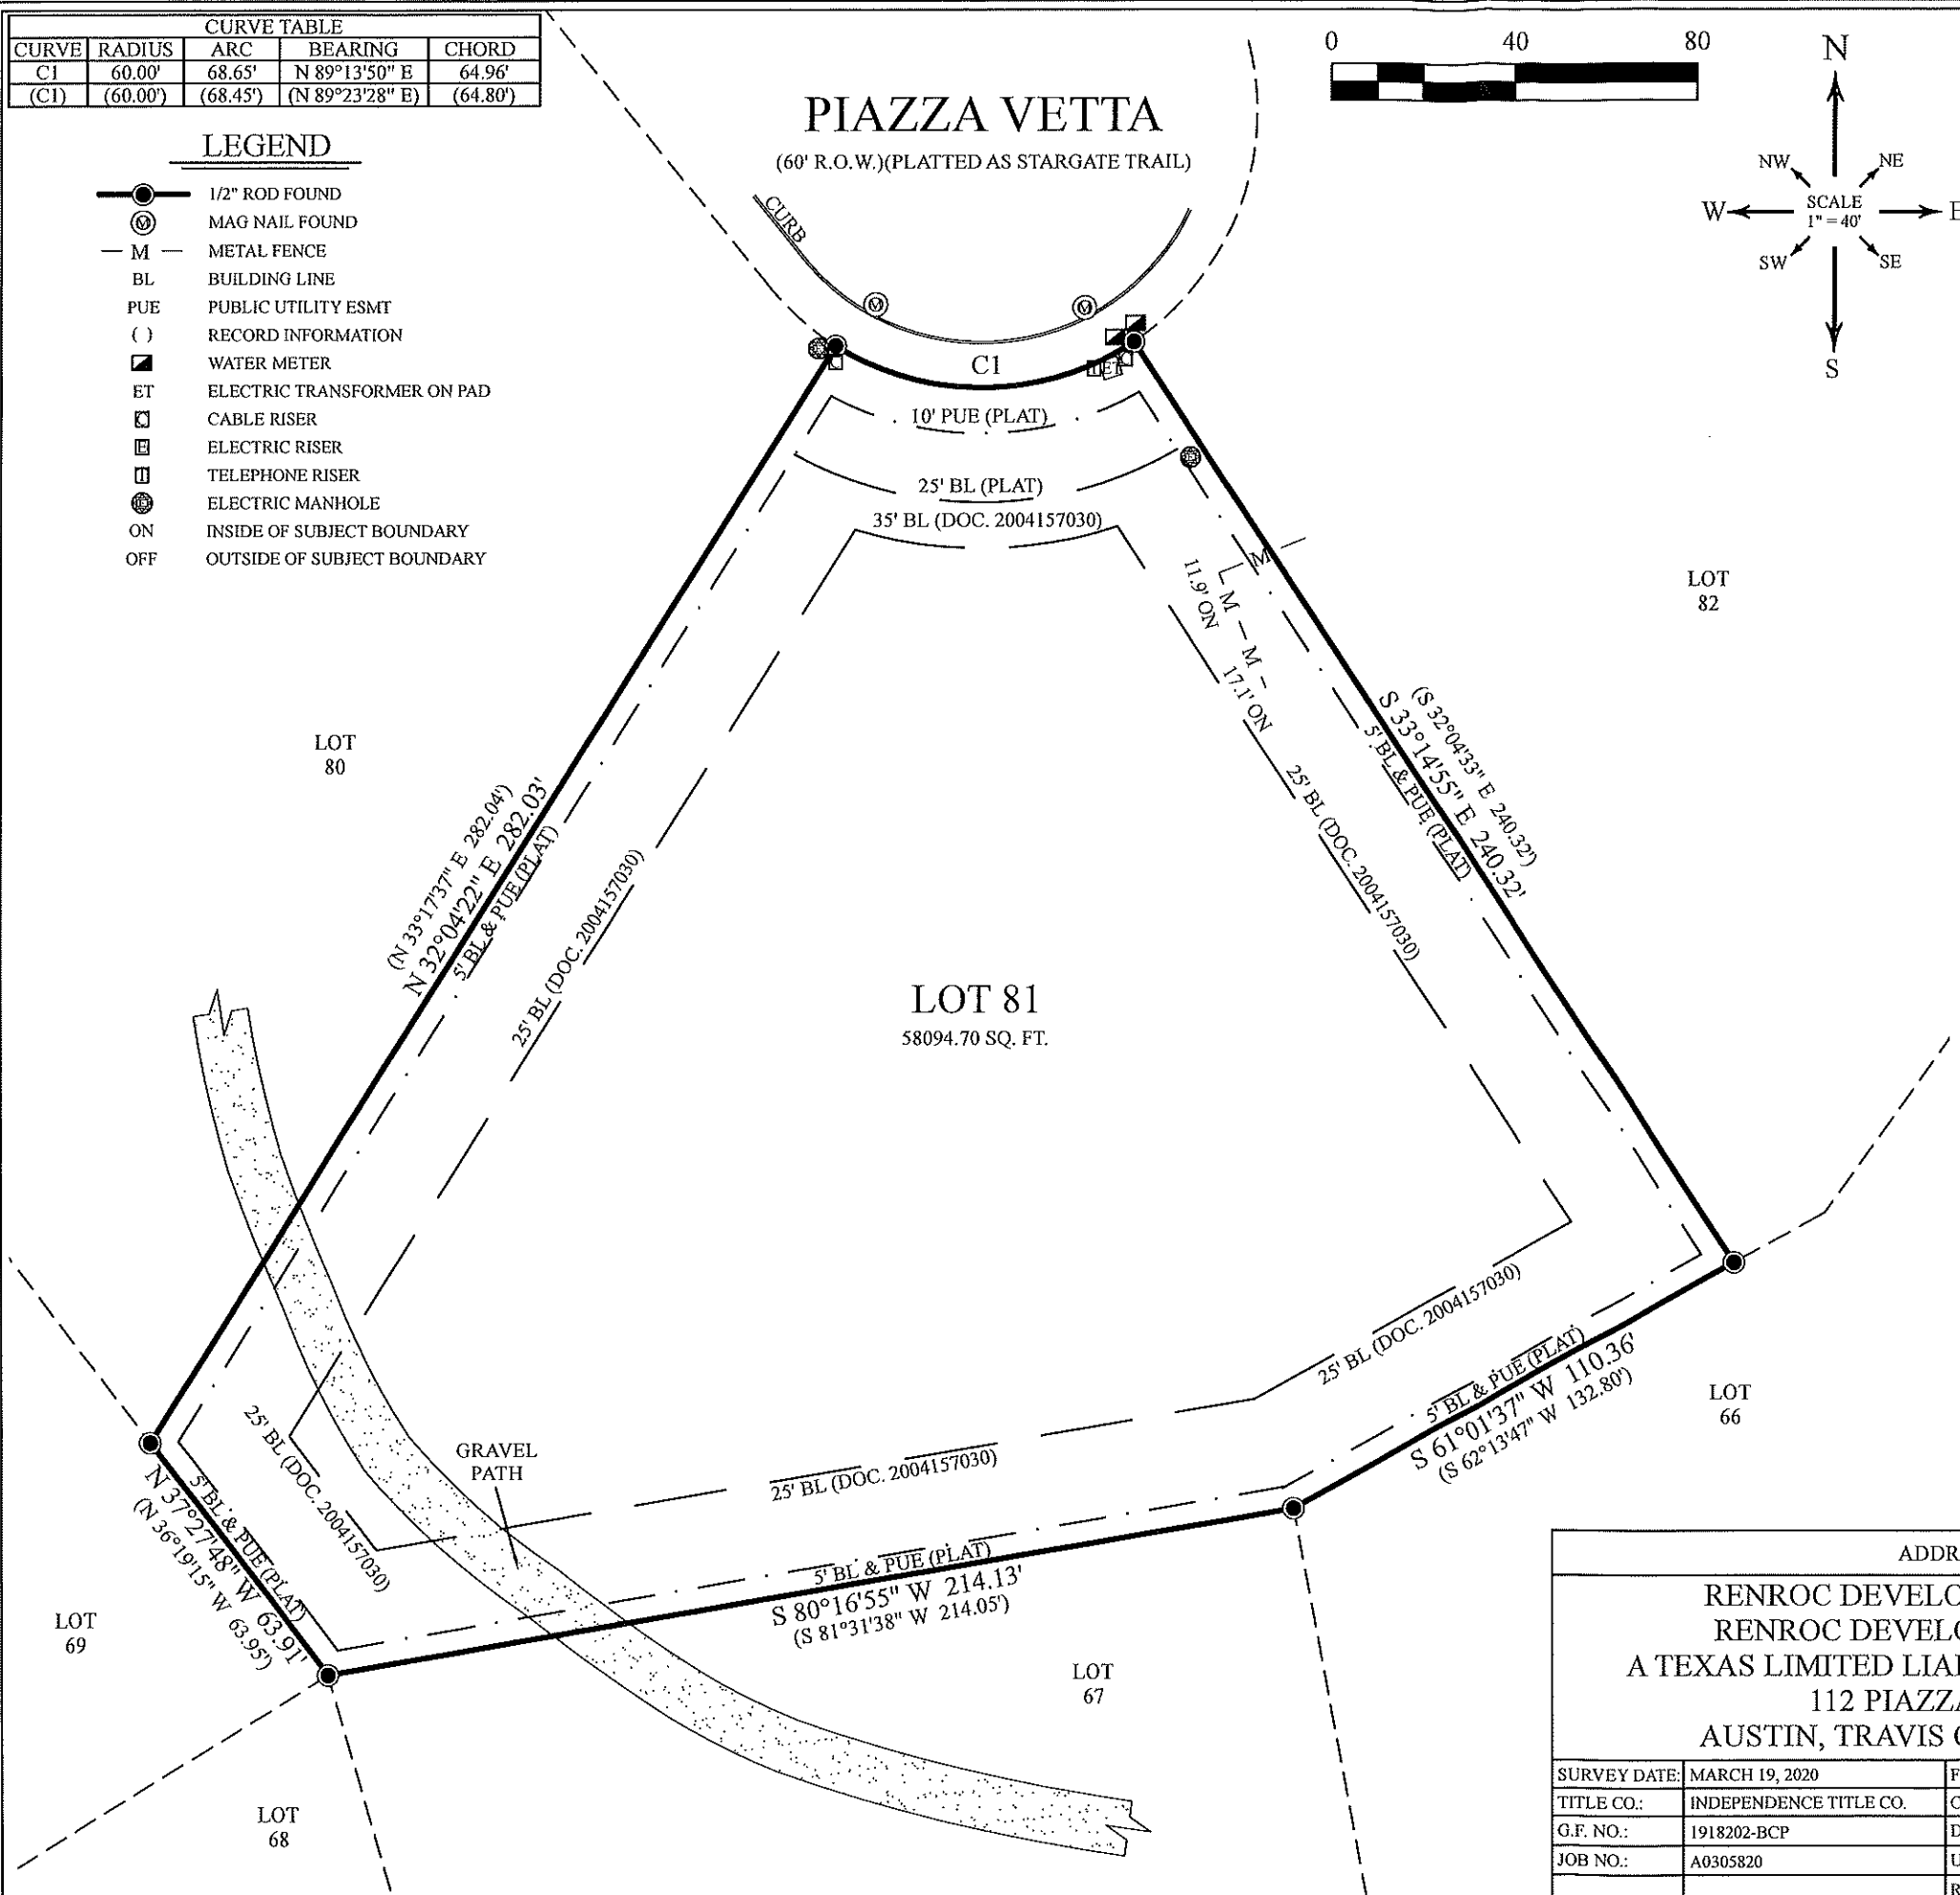 CURVE TABLE
CURVE RADIUS ARC BEARING CHORD
C1 60.00' 68.65' N 89°13'50" E 64.96'
(C1) (60.00') (68.45') (N 89°23'28" E) (64.80')
LEGEND
1/2" ROD FOUND
M MAG NAIL FOUND
— M — METAL FENCE
BL BUILDING LINE
PUE PUBLIC UTILITY ESMT
( ) RECORD INFORMATION
WATER METER
ET ELECTRIC TRANSFORMER ON PAD
C CABLE RISER
E ELECTRIC RISER
T TELEPHONE RISER
E ELECTRIC MANHOLE
ON INSIDE OF SUBJECT BOUNDARY
OFF OUTSIDE OF SUBJECT BOUNDARY
PIAZZA VETTA
(60' R.O.W.)(PLATTED AS STARGATE TRAIL)
0 40 80
N
NW NE
W SCALE E
1" = 40'
SW SE
S
CURB
M M
C1
C
ET
C
10' PUE (PLAT)
25' BL (PLAT)
35' BL (DOC. 2004157030)
M
M
M
11.9' ON
17.1' ON
LOT
82
LOT
80
(S 32°04'33" E 240.32')
S 33°14'55" E 240.32'
5' BL & PUE (PLAT)
25' BL (DOC. 2004157030)
(N 33°17'37" E 282.04')
N 32°04'22" E 282.03'
5' BL & PUE (PLAT)
25' BL (DOC. 2004157030)
LOT 81
58094.70 SQ. FT.
25' BL (DOC. 2004157030)
5' BL & PUE (PLAT)
S 61°01'37" W 110.36'
(S 62°13'47" W 132.80')
LOT
66
GRAVEL
PATH
25' BL (DOC. 2004157030)
25' BL (DOC. 2004157030)
5' BL & PUE (PLAT)
N 37°27'48" W 63.91'
(N 36°19'15" W 63.95')
5' BL & PUE (PLAT)
S 80°16'55" W 214.13'
(S 81°31'38" W 214.05')
LOT
69
LOT
67
LOT
68
ADDR
RENROC DEVELO
RENROC DEVELO
A TEXAS LIMITED LIA
112 PIAZZA
AUSTIN, TRAVIS
SURVEY DATE: MARCH 19, 2020 F
TITLE CO.: INDEPENDENCE TITLE CO.
G.F. NO.: 1918202-BCP D
JOB NO.: A0305820 U
R